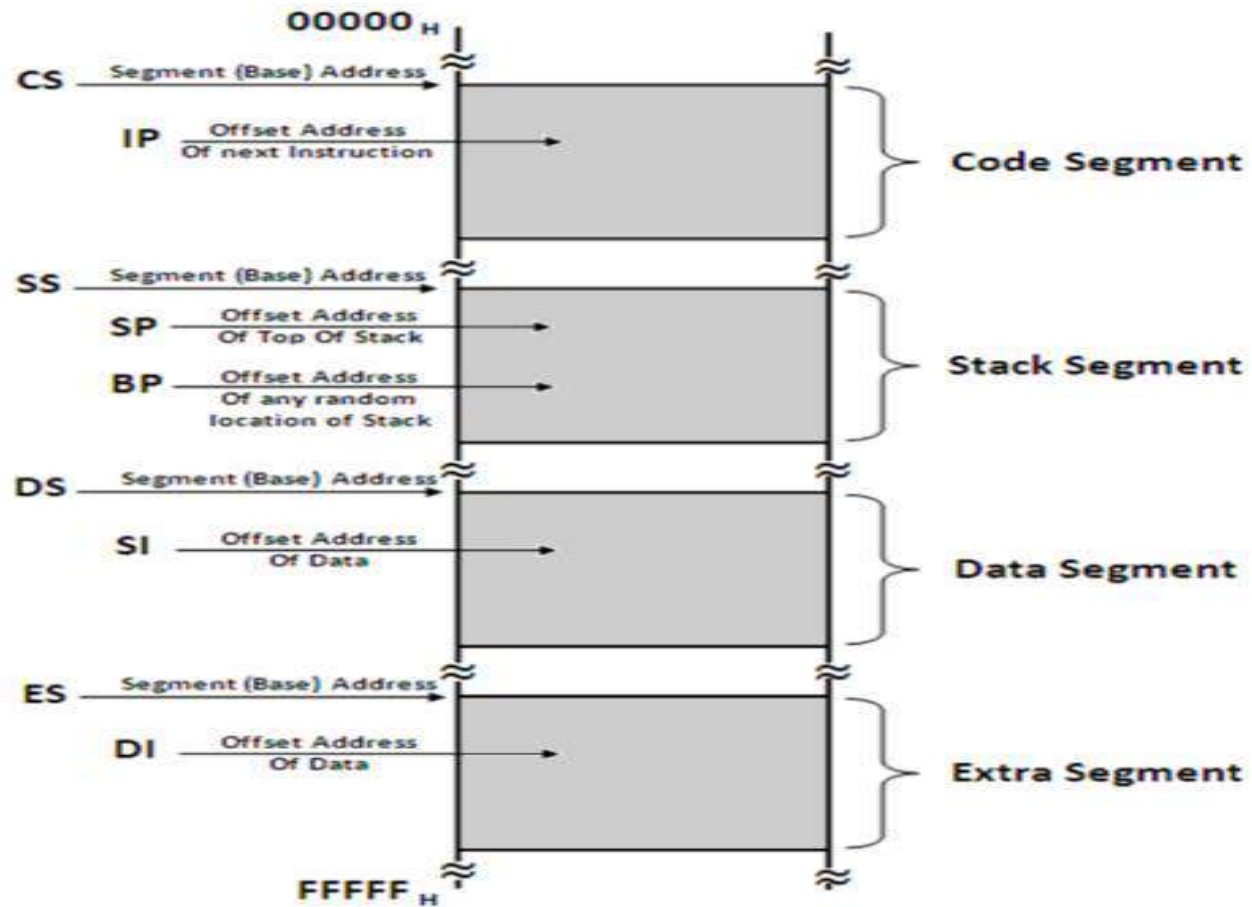 00000 H
CS Segment (Base) Address
IP Offset Address
Of next Instruction
Code Segment
SS Segment (Base) Address
SP Offset Address
Of Top Of Stack
BP Offset Address
Of any random
location of Stack
Stack Segment
DS Segment (Base) Address
SI Offset Address
Of Data
Data Segment
ES Segment (Base) Address
DI Offset Address
Of Data
Extra Segment
FFFFF H